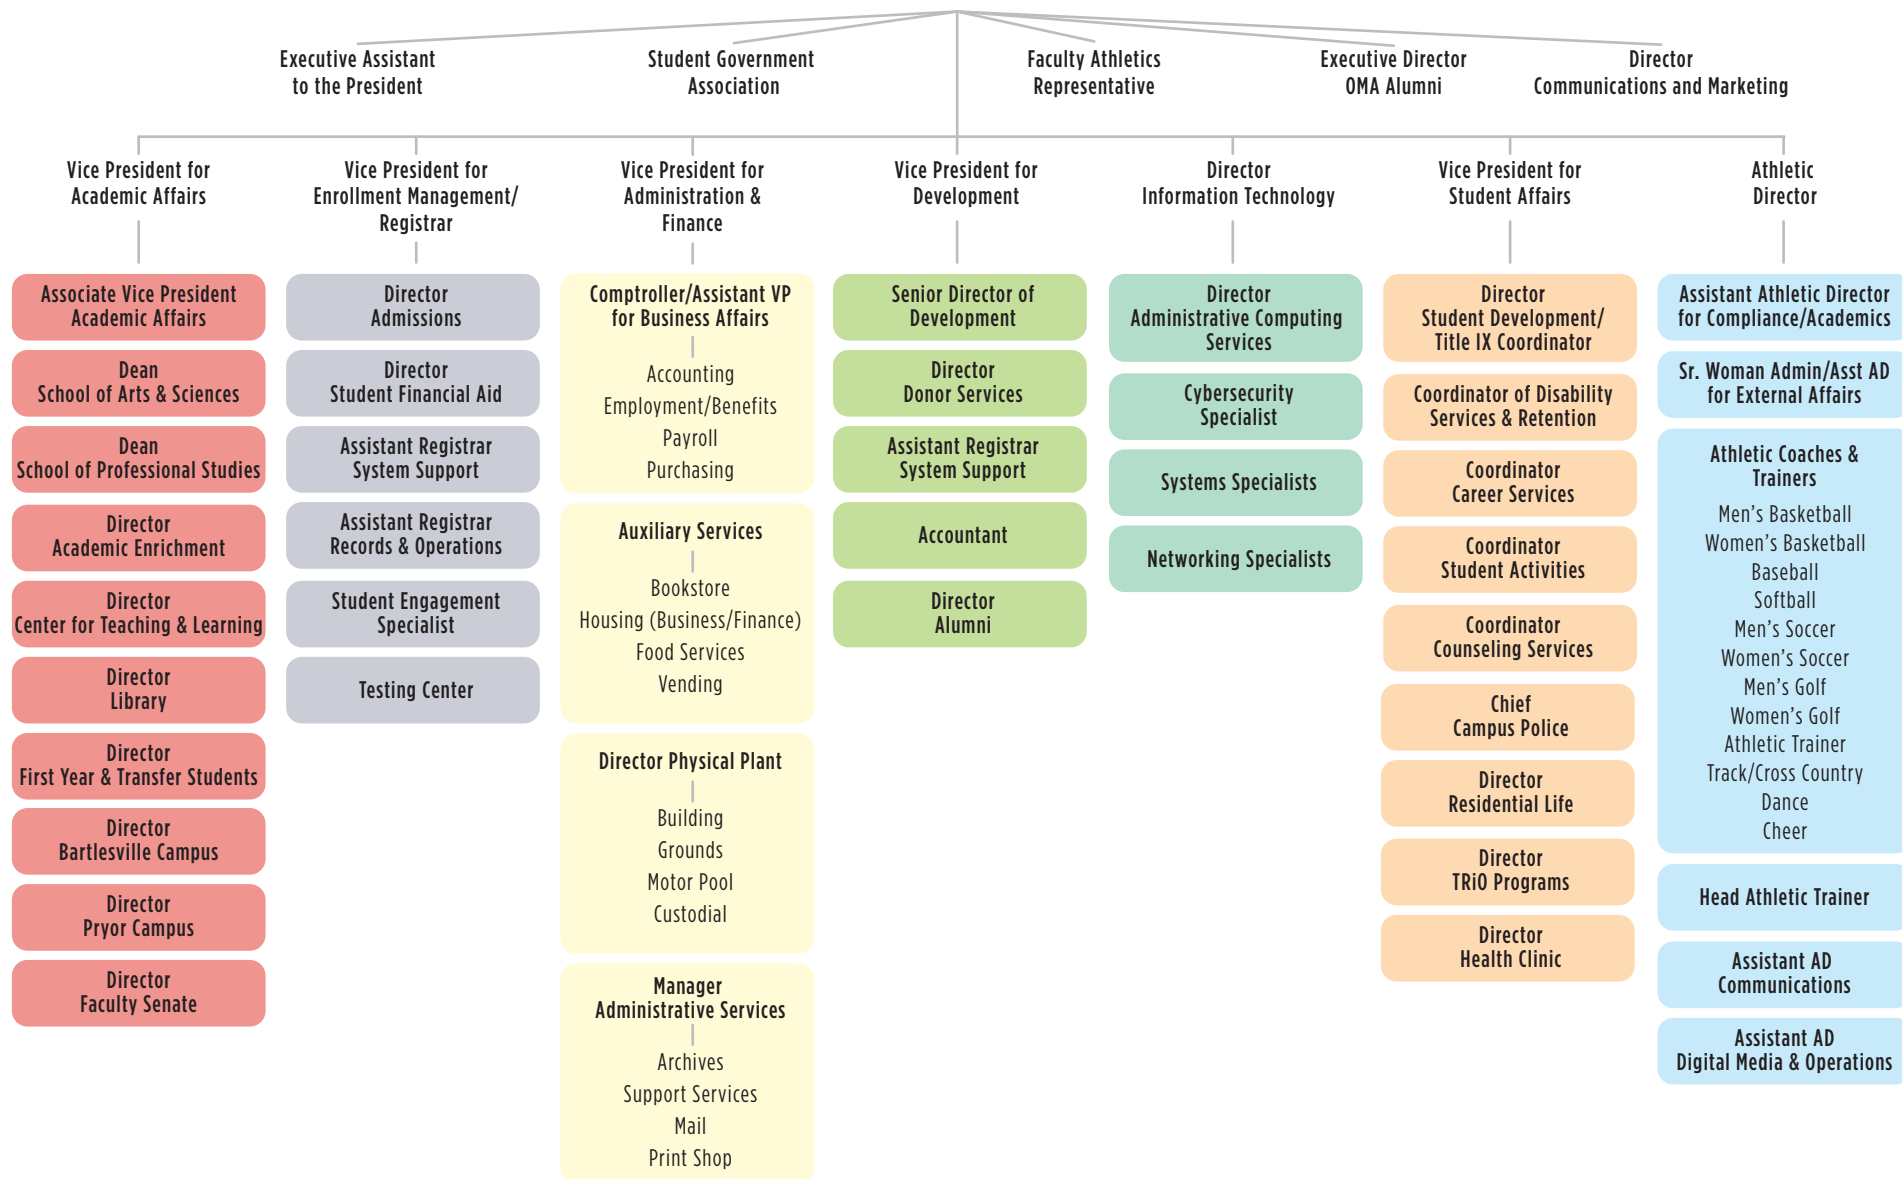 Executive Assistant
to the President
Student Government
Association
Faculty Athletics
Representative
Executive Director
OMA Alumni
Director
Communications and Marketing
Vice President for
Academic Affairs
Vice President for
Enrollment Management/
Registrar
Vice President for
Administration &
Finance
Vice President for
Development
Director
Information Technology
Vice President for
Student Affairs
Athletic
Director
Associate Vice President
Academic Affairs
Dean
School of Arts & Sciences
Dean
School of Professional Studies
Director
Academic Enrichment
Director
Center for Teaching & Learning
Director
Library
Director
First Year & Transfer Students
Director
Bartlesville Campus
Director
Pryor Campus
Director
Faculty Senate
Director
Admissions
Director
Student Financial Aid
Assistant Registrar
System Support
Assistant Registrar
Records & Operations
Student Engagement
Specialist
Testing Center
Comptroller/Assistant VP
for Business Affairs
Accounting
Employment/Benefits
Payroll
Purchasing
Auxiliary Services
Bookstore
Housing (Business/Finance)
Food Services
Vending
Director Physical Plant
Building
Grounds
Motor Pool
Custodial
Manager
Administrative Services
Archives
Support Services
Mail
Print Shop
Senior Director of
Development
Director
Donor Services
Assistant Registrar
System Support
Accountant
Director
Alumni
Director
Administrative Computing
Services
Cybersecurity
Specialist
Systems Specialists
Networking Specialists
Director
Student Development/
Title IX Coordinator
Coordinator of Disability
Services & Retention
Coordinator
Career Services
Coordinator
Student Activities
Coordinator
Counseling Services
Chief
Campus Police
Director
Residential Life
Director
TRiO Programs
Director
Health Clinic
Assistant Athletic Director
for Compliance/Academics
Sr. Woman Admin/Asst AD
for External Affairs
Athletic Coaches &
Trainers
Men's Basketball
Women's Basketball
Baseball
Softball
Men's Soccer
Women's Soccer
Men's Golf
Women's Golf
Athletic Trainer
Track/Cross Country
Dance
Cheer
Head Athletic Trainer
Assistant AD
Communications
Assistant AD
Digital Media & Operations